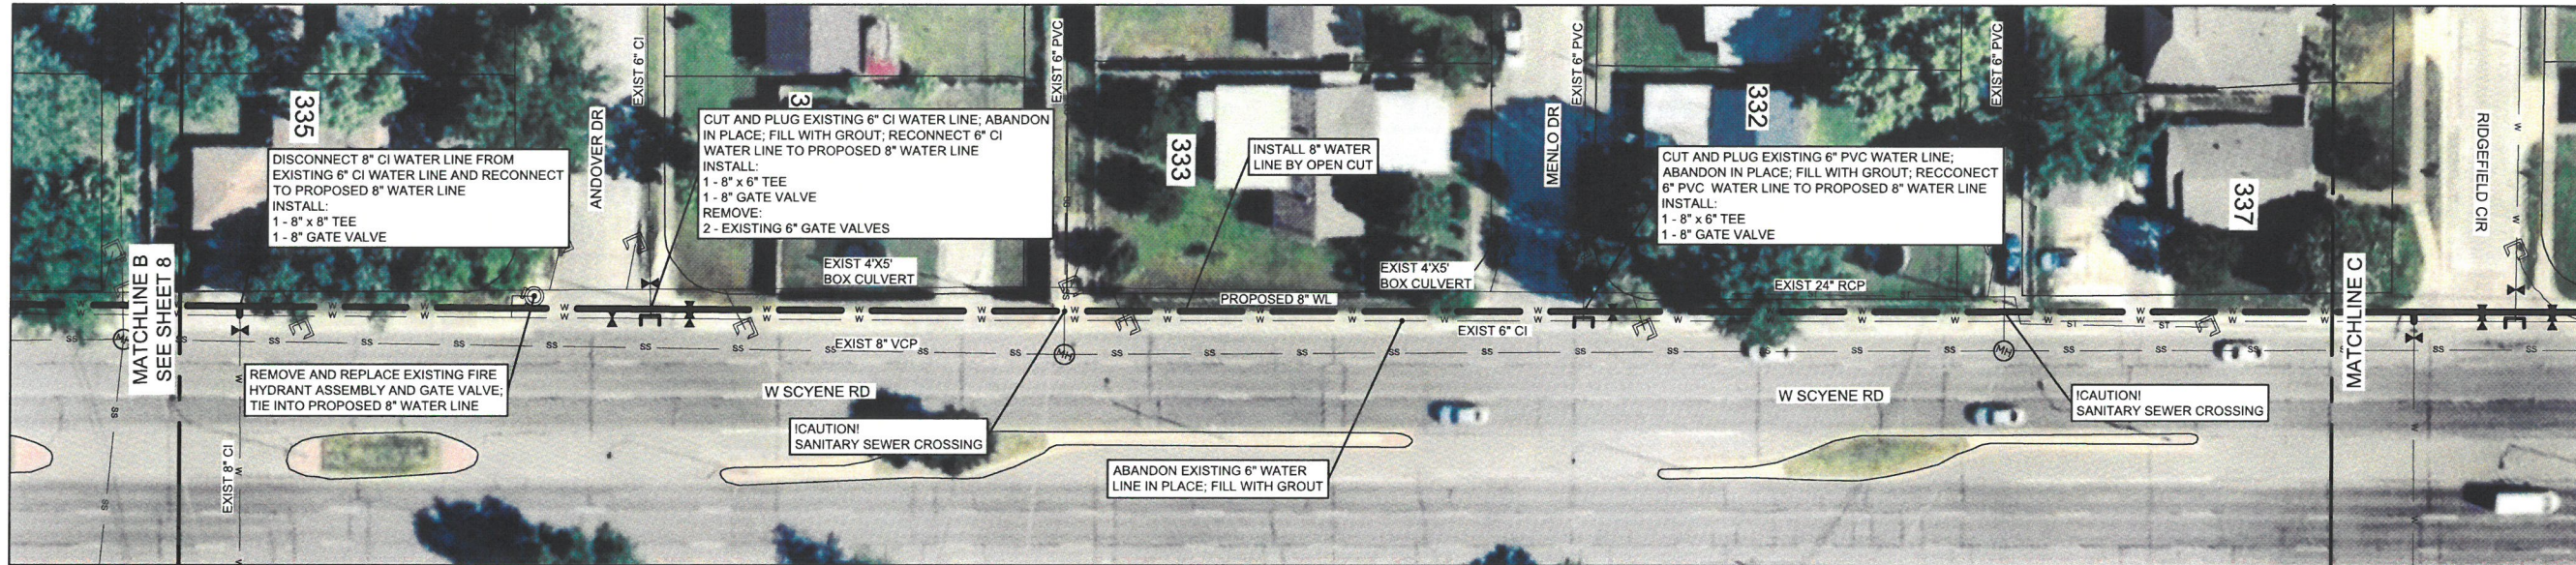 EXIST 6" CI
EXIST 6" PVC
EXIST 6" PVC
EXIST 6" PVC
335
ANDOVER DR
3
333
MENLO DR
332
337
RIDGEFIELD CIR
DISCONNECT 8" CI WATER LINE FROM
EXISTING 6" CI WATER LINE AND RECONNECT
TO PROPOSED 8" WATER LINE
INSTALL:
1 - 8" x 8" TEE
1 - 8" GATE VALVE
CUT AND PLUG EXISTING 6" CI WATER LINE; ABANDON
IN PLACE; FILL WITH GROUT; RECONNECT 6" CI
WATER LINE TO PROPOSED 8" WATER LINE
INSTALL:
1 - 8" x 6" TEE
1 - 8" GATE VALVE
REMOVE:
2 - EXISTING 6" GATE VALVES
INSTALL 8" WATER
LINE BY OPEN CUT
CUT AND PLUG EXISTING 6" PVC WATER LINE;
ABANDON IN PLACE; FILL WITH GROUT; RECCONECT
6" PVC WATER LINE TO PROPOSED 8" WATER LINE
INSTALL:
1 - 8" x 6" TEE
1 - 8" GATE VALVE
MATCHLINE B
SEE SHEET 8
EXIST 4'X5'
BOX CULVERT
EXIST 4'X5'
BOX CULVERT
PROPOSED 8" WL
EXIST 24" RCP
EXIST 6" CI
EXIST 8" VCP
MATCHLINE C
MH
MH
MH
REMOVE AND REPLACE EXISTING FIRE
HYDRANT ASSEMBLY AND GATE VALVE;
TIE INTO PROPOSED 8" WATER LINE
W SCYENE RD
W SCYENE RD
!CAUTION!
SANITARY SEWER CROSSING
!CAUTION!
SANITARY SEWER CROSSING
EXIST 8" CI
ABANDON EXISTING 6" WATER
LINE IN PLACE; FILL WITH GROUT